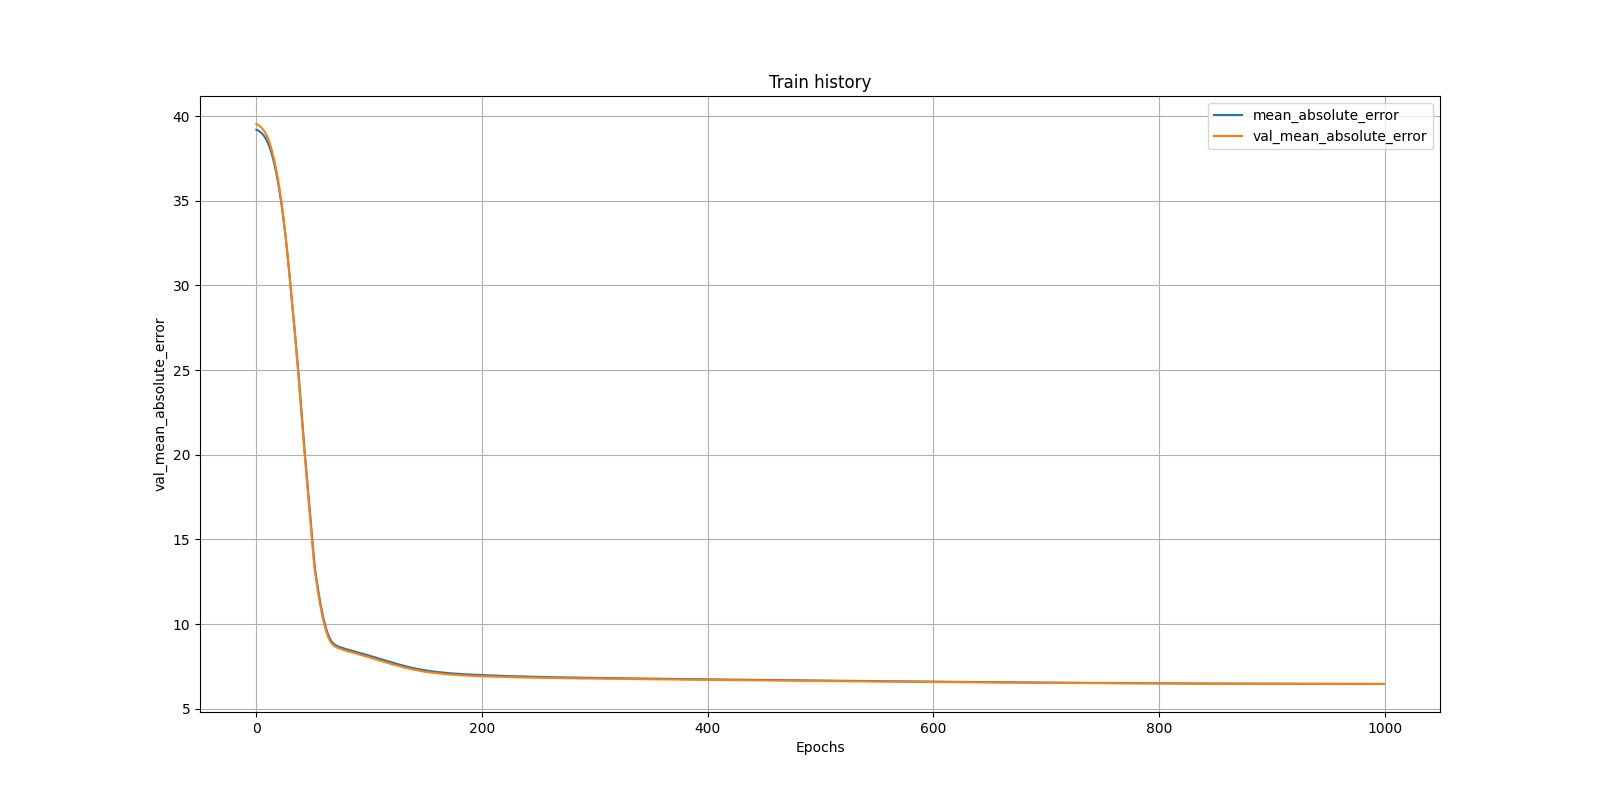 Train history
mean_absolute_error
val_mean_absolute_error
40
35
30
25
20
15
10
5
val_mean_absolute_error
0 200 400 600 800 1000
Epochs